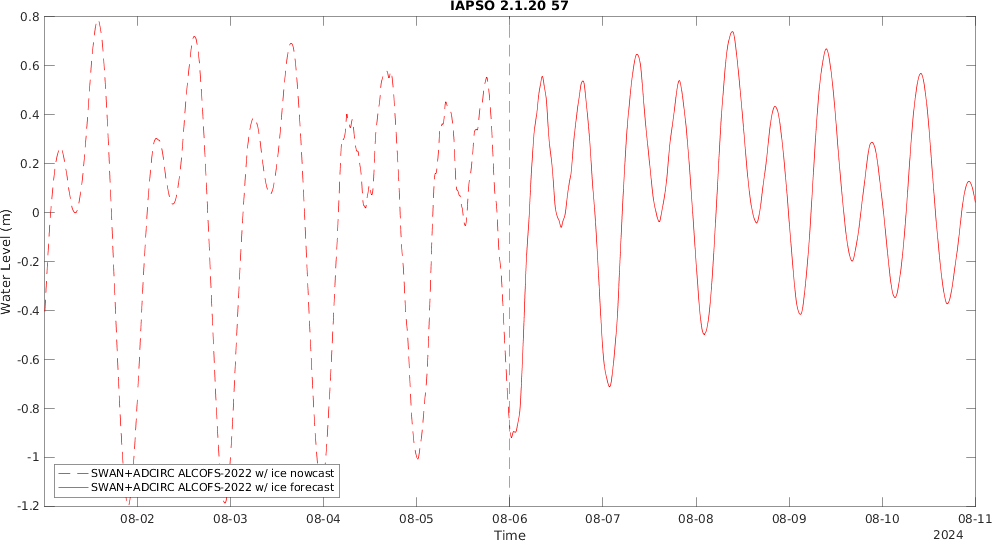 IAPSO 2.1.20 57
0.8
0.6
0.4
0.2
0
-0.2
-0.4
-0.6
-0.8
-1
-1.2
Water Level (m)
SWAN+ADCIRC ALCOFS-2022 w/ ice nowcast
SWAN+ADCIRC ALCOFS-2022 w/ ice forecast
08-02 08-03 08-04 08-05 08-06 08-07 08-08 08-09 08-10 08-11
Time
2024